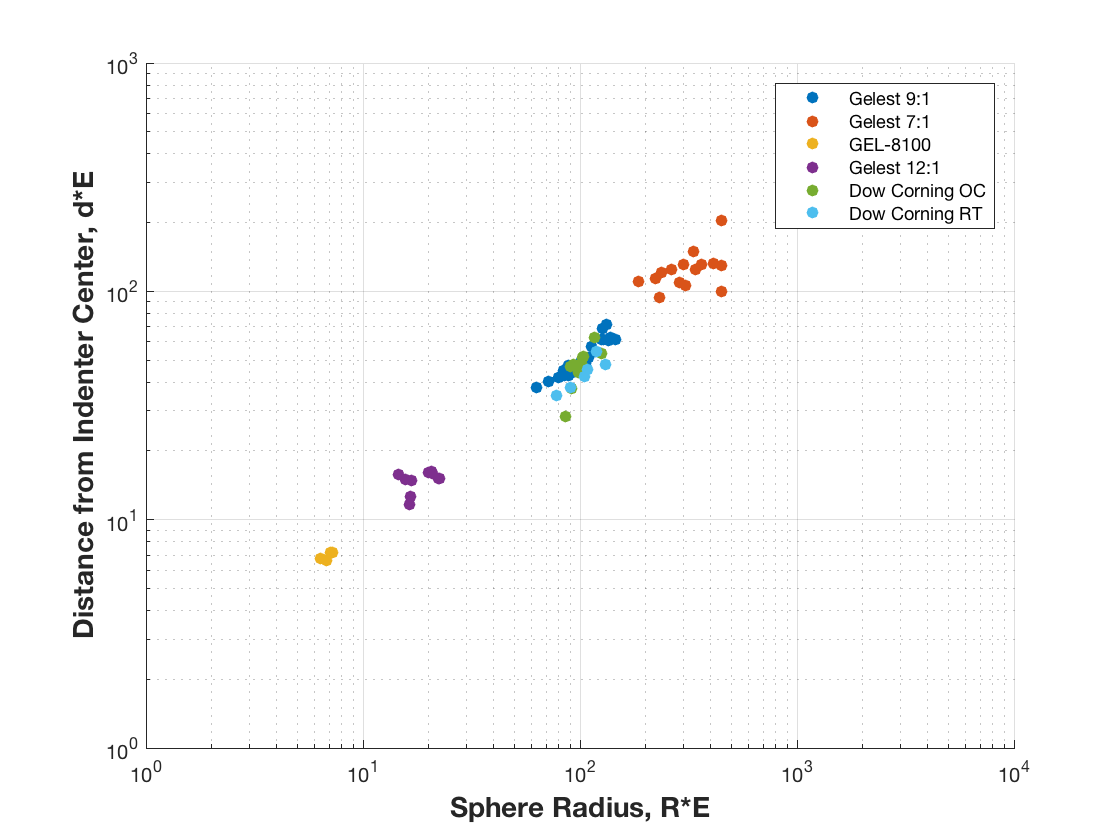 10^3
10^2
10^1
10^0
Distance from Indenter Center, d*E
Gelest 9:1
Gelest 7:1
GEL-8100
Gelest 12:1
Dow Corning OC
Dow Corning RT
10^0 10^1 10^2 10^3 10^4
Sphere Radius, R*E